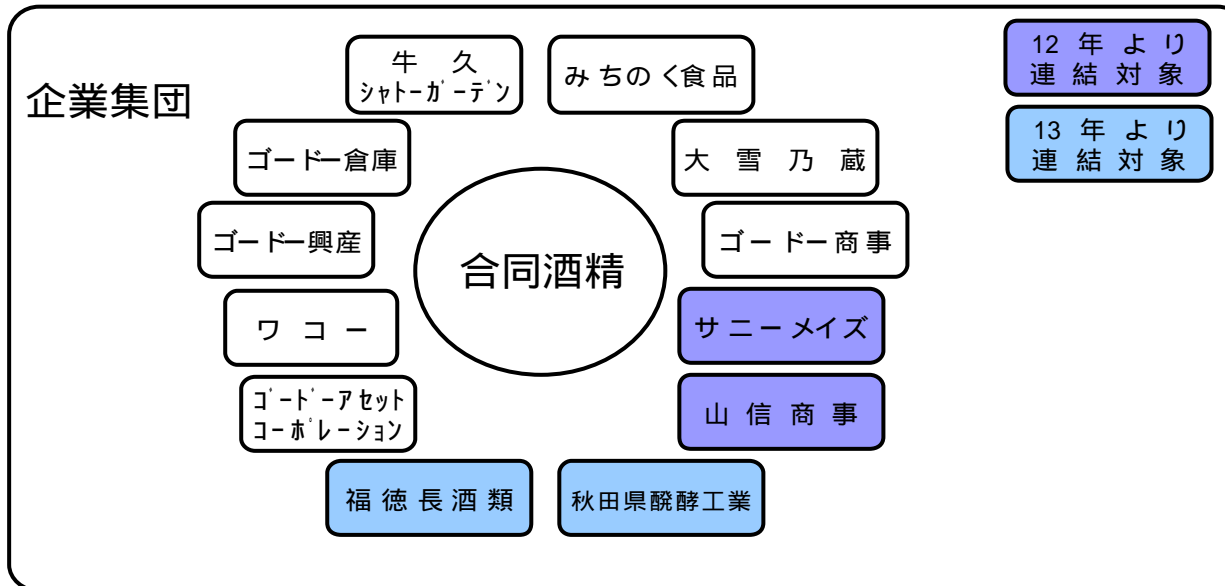 企業集団
牛久
ｼｬﾄｰｶﾞｰﾃﾞﾝ
みちのく食品
12年より
連結対象
13年より
連結対象
ゴードー倉庫
大雪乃蔵
ゴードー興産
合同酒精
ゴードー商事
ワコー
サニーメイズ
ｺﾞｰﾄﾞｰｱｾｯﾄ
ｺｰﾎﾟﾚｰｼｮﾝ
山信商事
福徳長酒類
秋田県醗酵工業